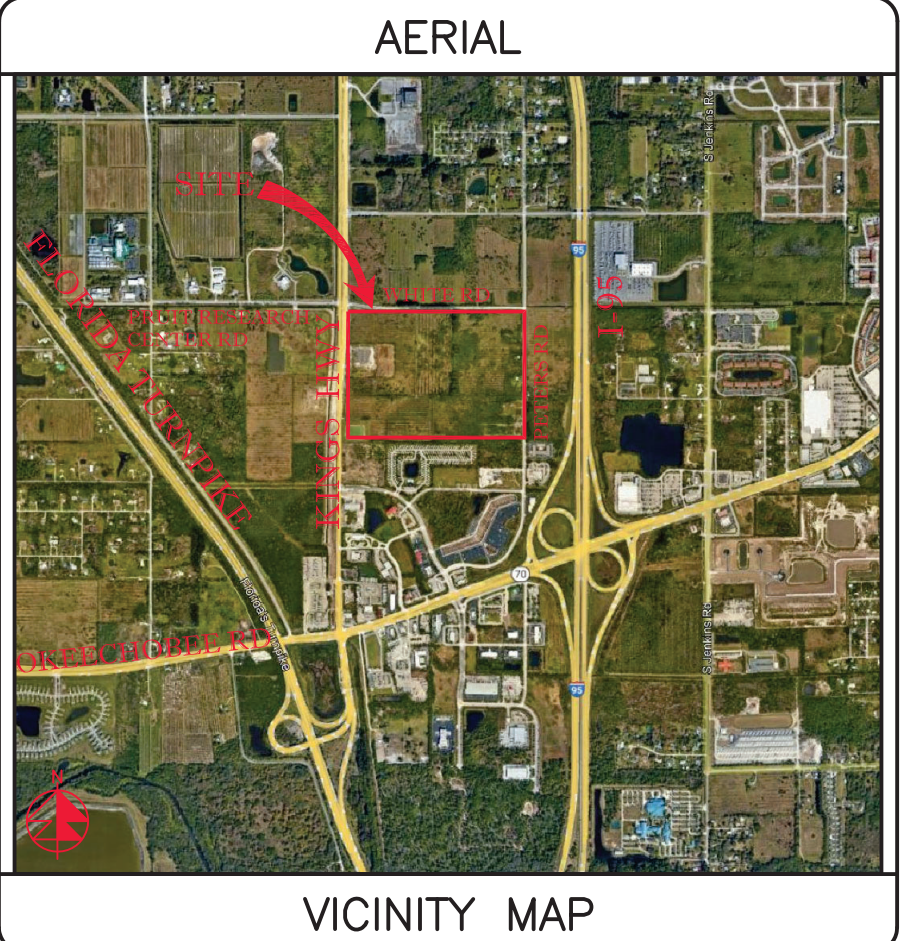 AERIAL
S Jenkins Rd
SITE
FLORIDA TURNPIKE
95
I-95
WHITE RD
PRUIT RESEARCH
CENTER RD
KINGS HWY
PETERS RD
70
Florida's Turnpike
S Jenkins Rd
OKEECHOBEE RD
95
N
VICINITY MAP